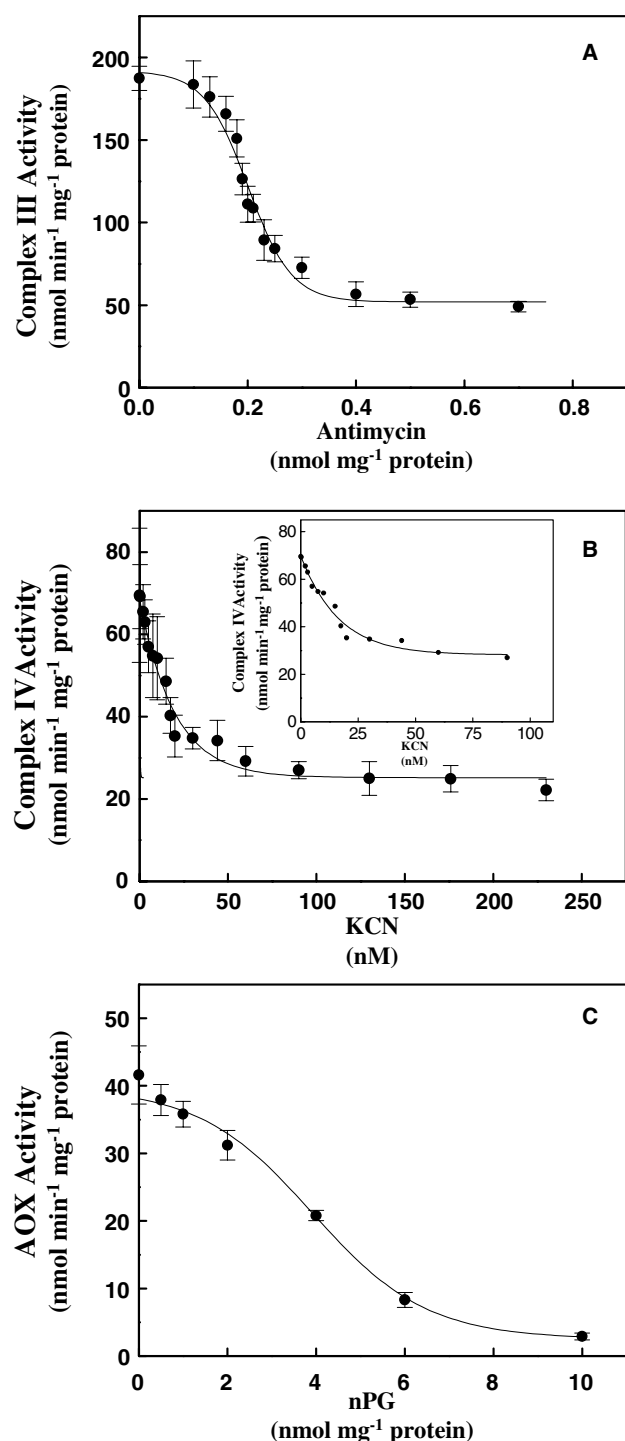 A
Complex III Activity
(nmol min-1 mg-1 protein)
200
150
100
50
0
0.0 0.2 0.4 0.6 0.8
Antimycin
(nmol mg-1 protein)
B
Complex IVActivity
(nmol min-1 mg-1 protein)
80
60
40
20
0
0 50 100 150 200 250
KCN
(nM)
Complex IVActivity
(nmol min-1 mg-1 protein)
80
60
40
20
0
0 25 50 75 100
KCN
(nM)
C
AOX Activity
(nmol min-1 mg-1 protein)
50
40
30
20
10
0
0 2 4 6 8 10
nPG
(nmol mg-1 protein)